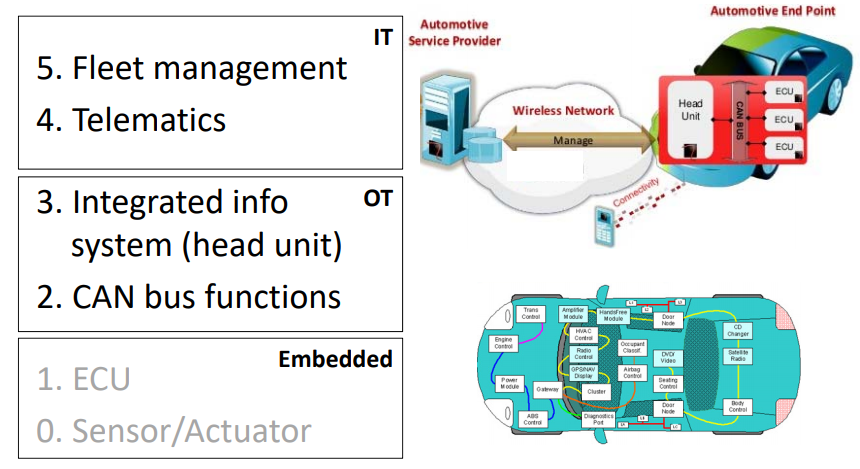 IT
5. Fleet management
4. Telematics
OT
3. Integrated info
system (head unit)
2. CAN bus functions
Embedded
1. ECU
0. Sensor/Actuator
Automotive
Service Provider
Automotive End Point
Wireless Network
Manage
Head
Unit
CAN BUS
ECU
ECU
ECU
Connectivity
Trans
Control
Amplifier
Module
HandsFree
Module
Door
Node
Engine
Control
HVAC
Control
CD
Changer
Radio
Control
Occupant
Classif.
DVD/
Video
Satellite
Radio
GPS/NAV
Display
Airbag
Control
Power
Module
Gateway
Cluster
Seating
Control
Door
Node
Body
Control
ABS
Control
Diagnostics
Port